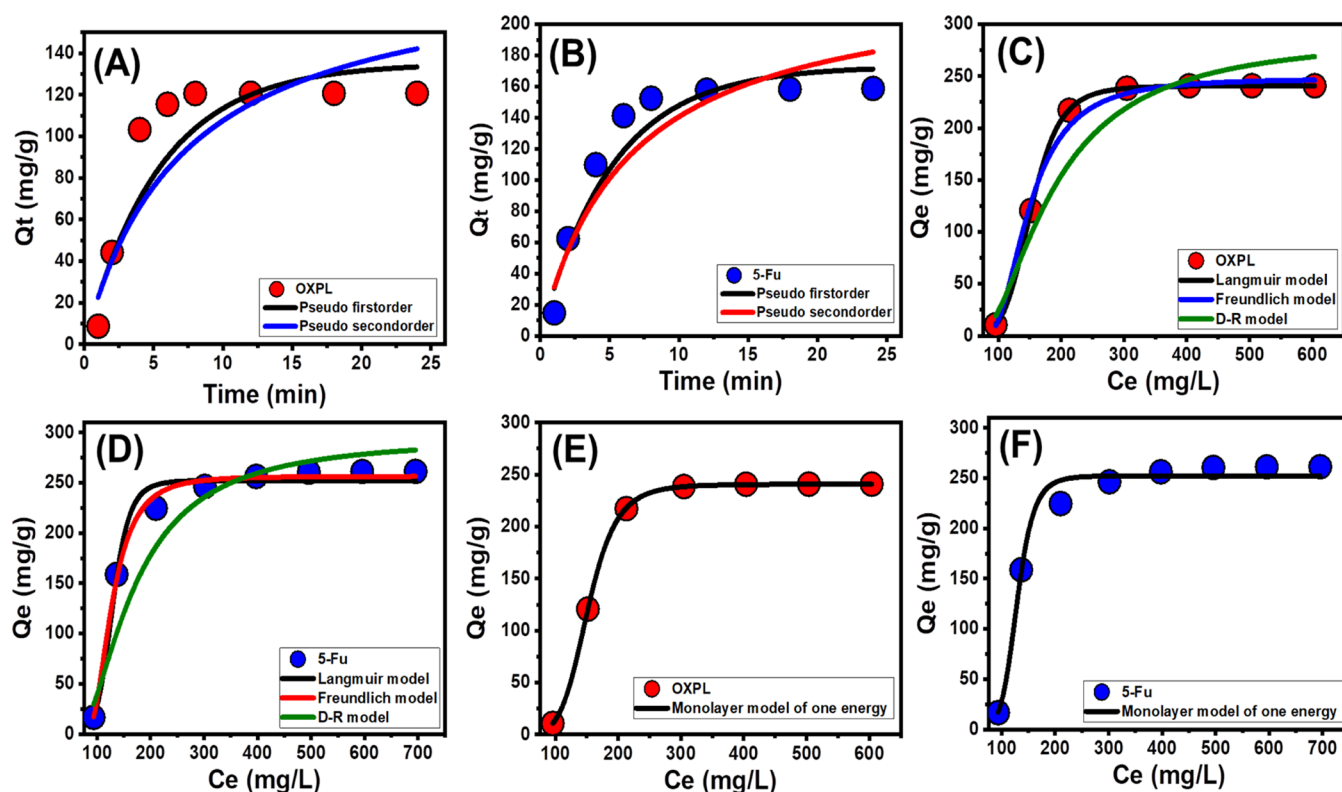 (A)
Qt (mg/g)
140
120
100
80
60
40
20
0
OXPL
Pseudo firstorder
Pseudo secondorder
0 5 10 15 20 25
Time (min)
(B)
Qt (mg/g)
200
180
160
140
120
100
80
60
40
20
0
5-Fu
Pseudo firstorder
Pseudo secondorder
0 5 10 15 20 25
Time (min)
(C)
Qe (mg/g)
300
250
200
150
100
50
0
OXPL
Langmuir model
Freundlich model
D-R model
100 200 300 400 500 600
Ce (mg/L)
(D)
Qe (mg/g)
300
250
200
150
100
50
0
5-Fu
Langmuir model
Freundlich model
D-R model
100 200 300 400 500 600 700
Ce (mg/L)
(E)
Qe (mg/g)
300
250
200
150
100
50
0
OXPL
Monolayer model of one energy
100 200 300 400 500 600
Ce (mg/L)
(F)
Qe (mg/g)
300
250
200
150
100
50
0
5-Fu
Monolayer model of one energy
100 200 300 400 500 600 700
Ce (mg/L)